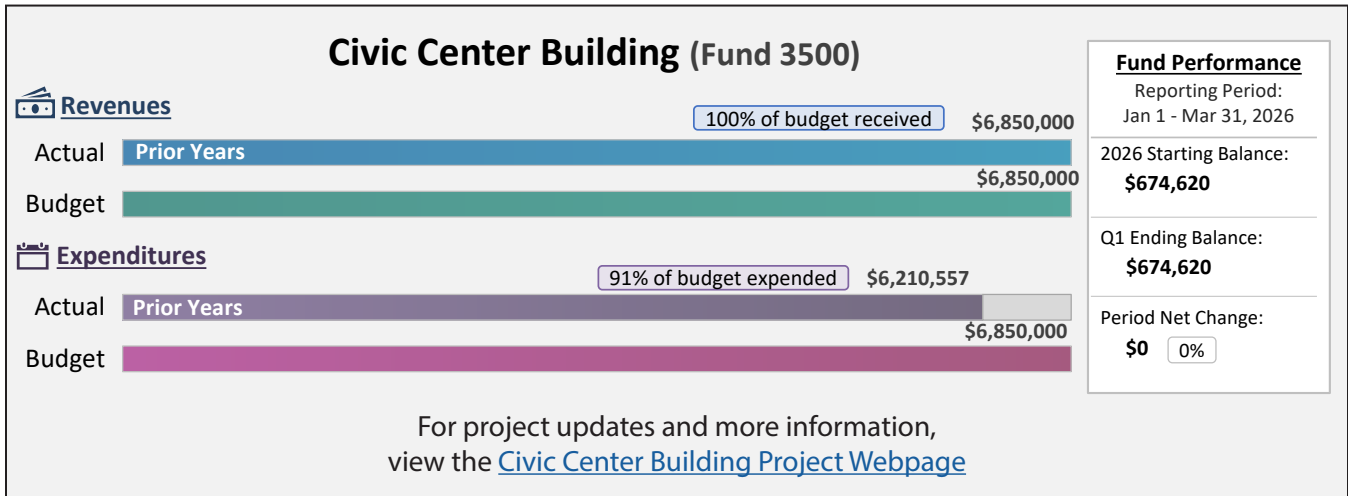 Civic Center Building (Fund 3500)
Revenues
100% of budget received
$6,850,000
Actual
Prior Years
$6,850,000
Budget
Expenditures
91% of budget expended
$6,210,557
Actual
Prior Years
$6,850,000
Budget
For project updates and more information,
view the Civic Center Building Project Webpage
Fund Performance
Reporting Period:
Jan 1 - Mar 31, 2026
2026 Starting Balance:
$674,620
Q1 Ending Balance:
$674,620
Period Net Change:
$0 0%